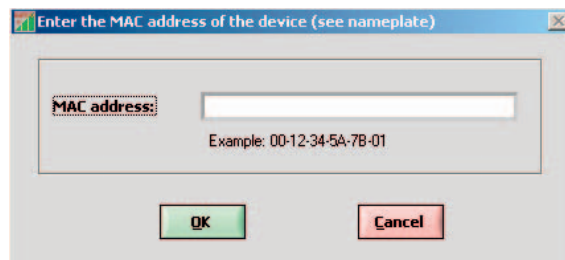 Enter the MAC address of the device (see nameplate)
MAC address:
Example: 00-12-34-5A-7B-01
OK
Cancel